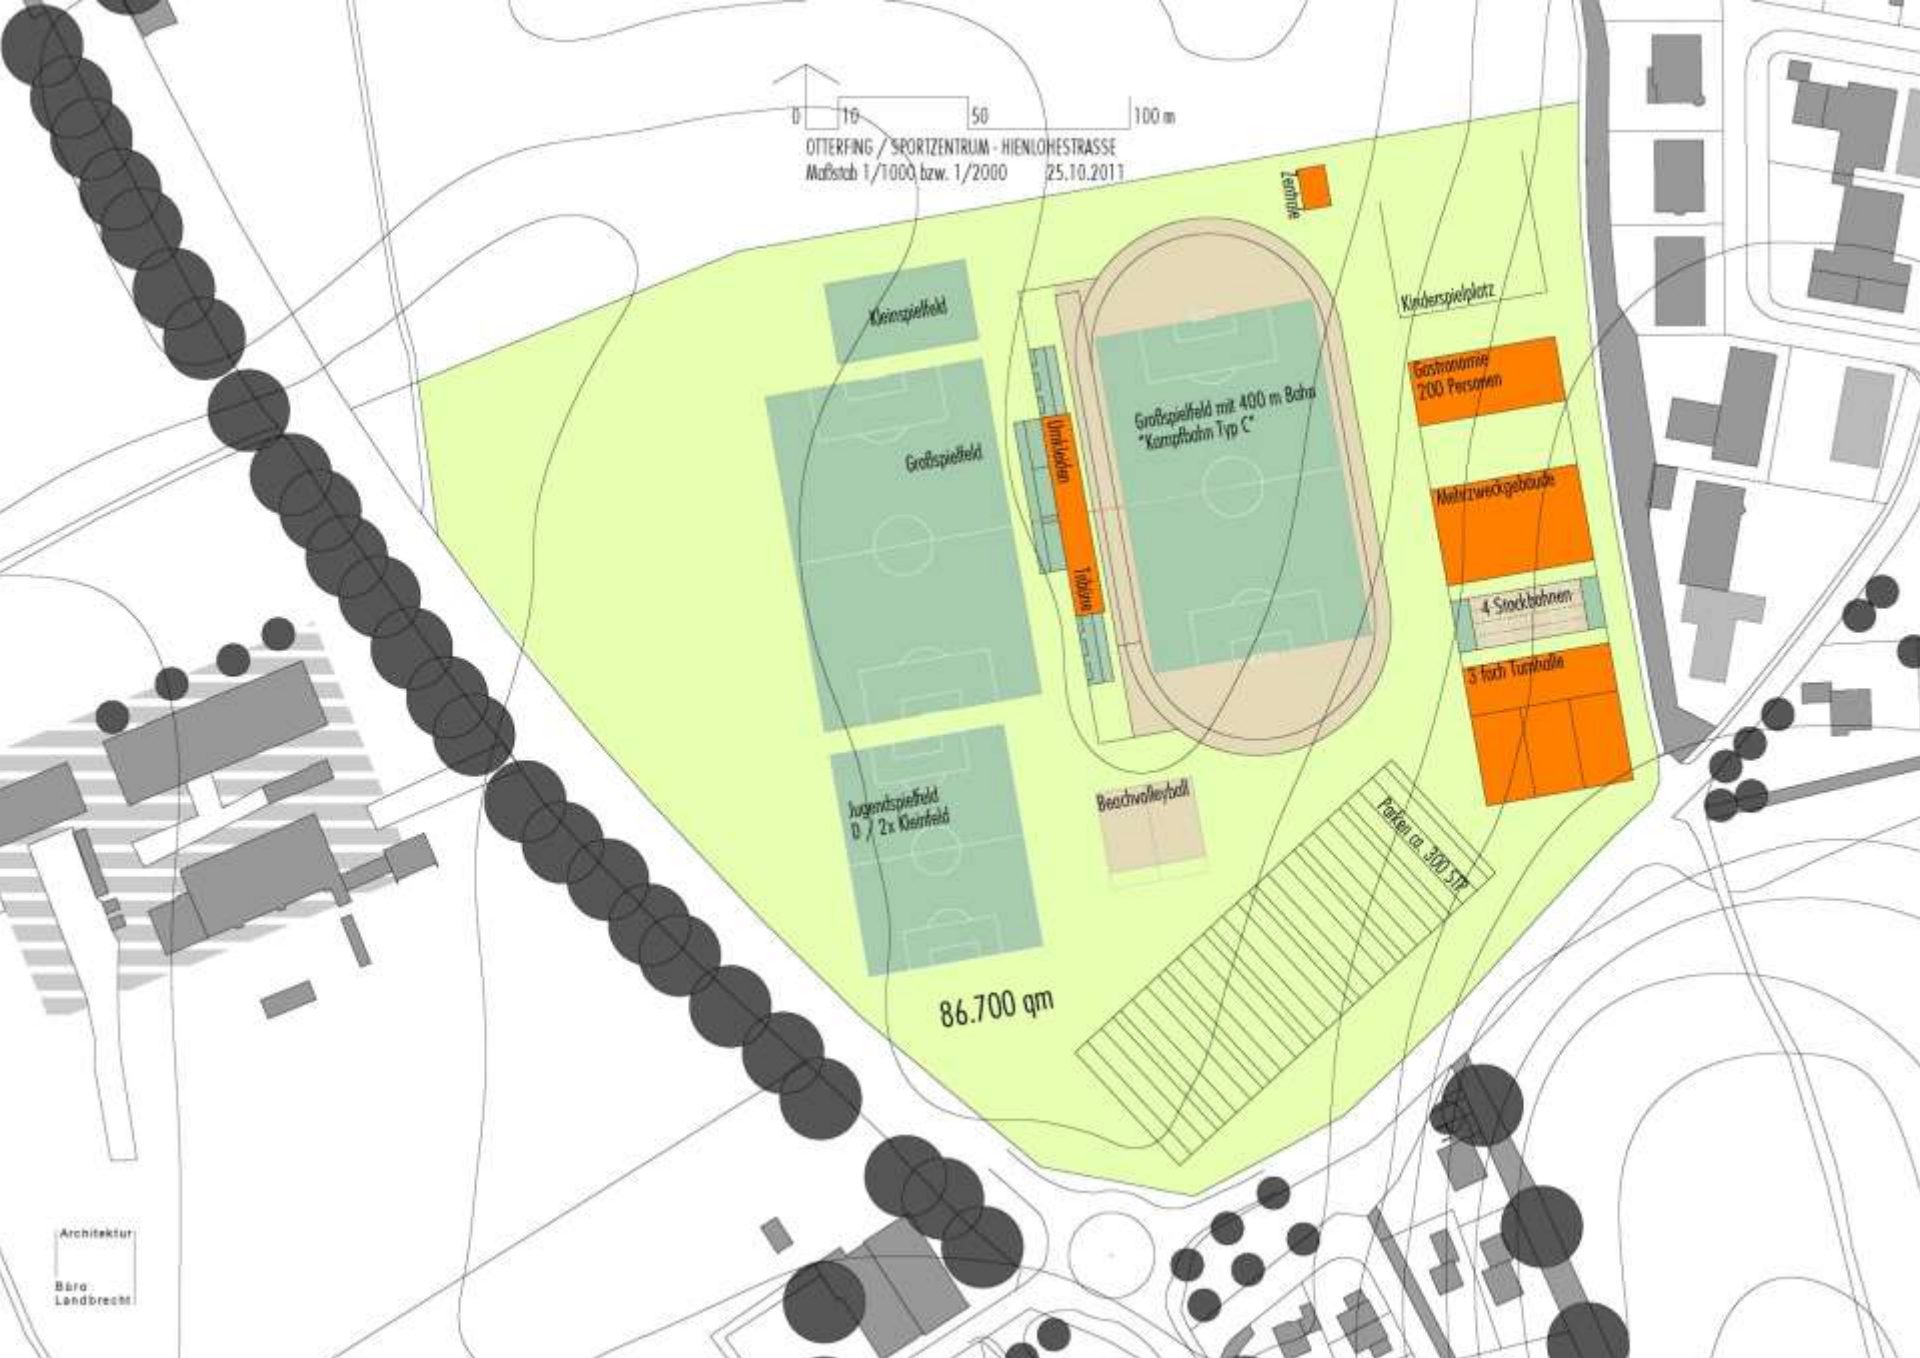 0 10 50 100 m
OTTERFING / SPORTZENTRUM - HIENLOHESTRASSE
Maßstab 1/1000 bzw. 1/2000 25.10.2011
Zentrale
Kleinspielfeld
Kinderspielplatz
Gastronomie
200 Personen
Großspielfeld mit 400 m Bahn
"Kampfbahn Typ C"
Großspielfeld
Umkleiden
Tribüne
Mehrzweckgebäude
4 Stockbahnen
3 fach Turnhalle
Jugendspielfeld
D / 2x Kleinfeld
Beachvolleyball
Parken ca. 300 STP
86.700 qm
Architektur
Büro
Landbrecht